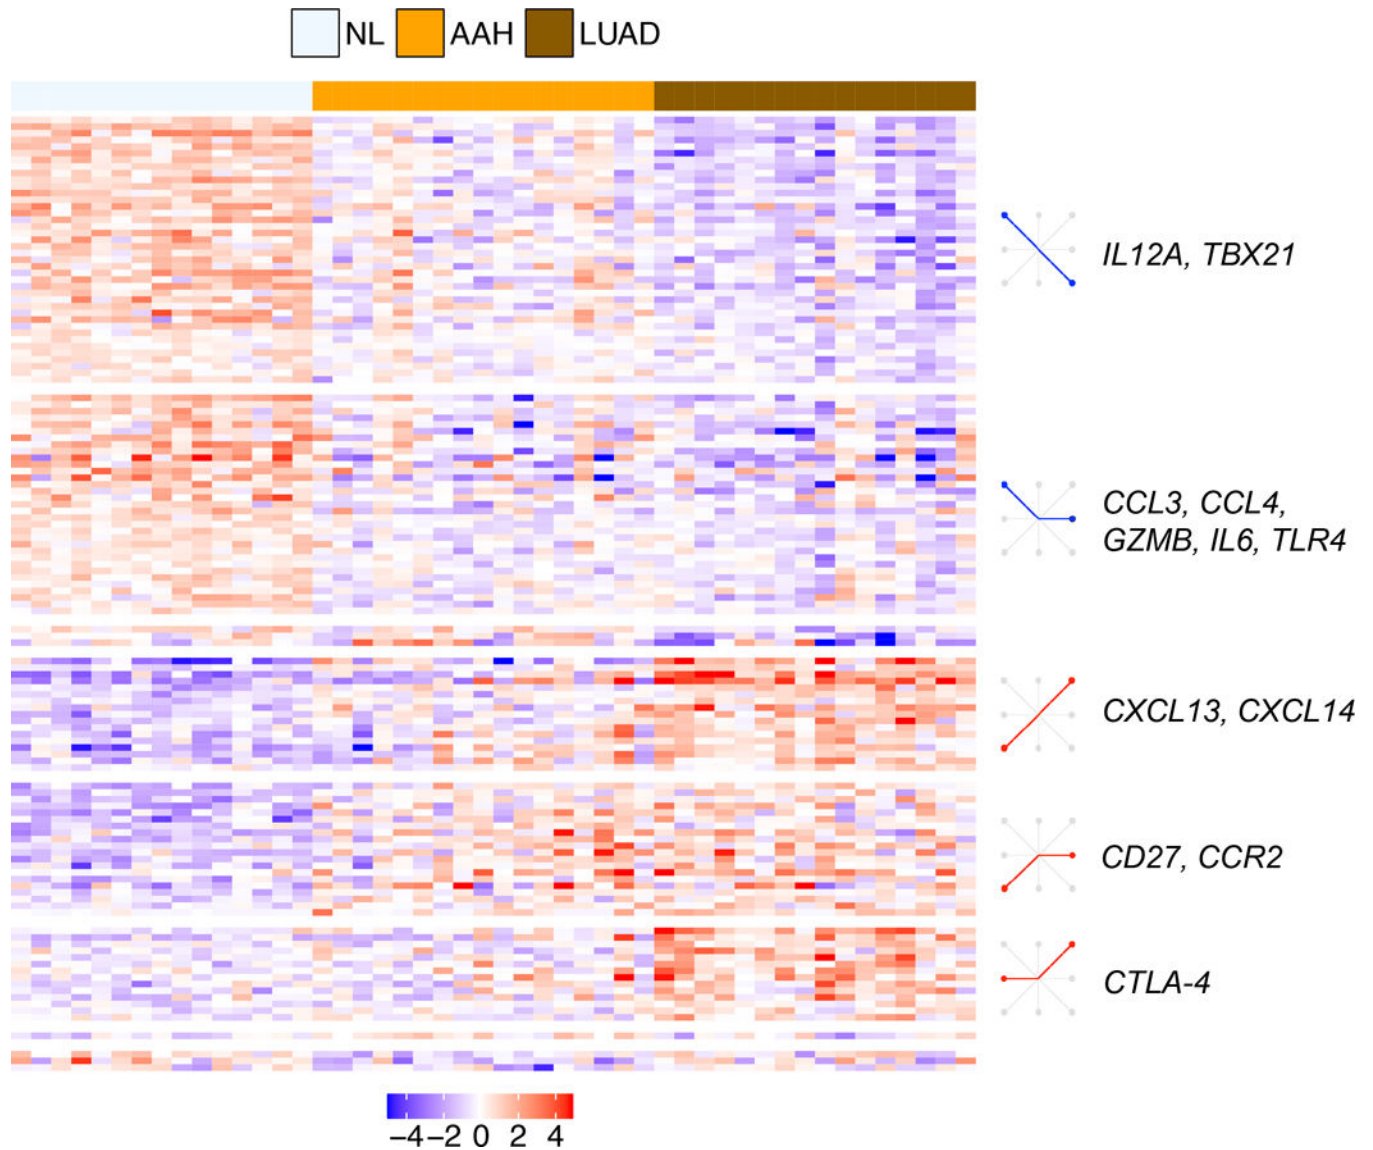 NL AAH LUAD
IL12A, TBX21
CCL3, CCL4,
GZMB, IL6, TLR4
CXCL13, CXCL14
CD27, CCR2
CTLA-4
−4 −2 0 2 4